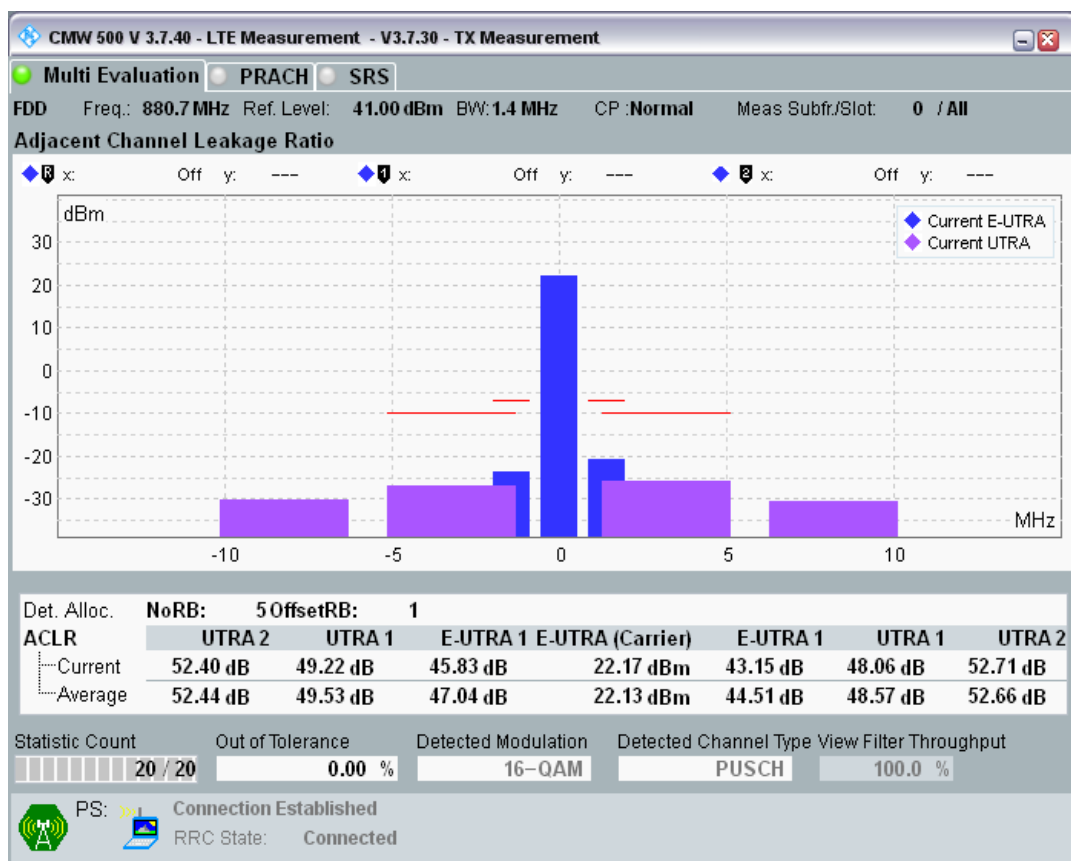 CMW 500 V 3.7.40 - LTE Measurement - V3.7.30 - TX Measurement
Multi Evaluation PRACH SRS
FDD Freq.: 880.7 MHz Ref. Level: 41.00 dBm BW: 1.4 MHz CP :Normal Meas Subfr./Slot: 0 / All
Adjacent Channel Leakage Ratio
R x: Off y: --- 1 x: Off y: --- 2 x: Off y: ---
dBm
Current E-UTRA
Current UTRA
30
20
10
0
-10
-20
-30
MHz
-10 -5 0 5 10
Det. Alloc. NoRB: 5 OffsetRB: 1
ACLR UTRA 2 UTRA 1 E-UTRA 1 E-UTRA (Carrier) E-UTRA 1 UTRA 1 UTRA 2
Current 52.40 dB 49.22 dB 45.83 dB 22.17 dBm 43.15 dB 48.06 dB 52.71 dB
Average 52.44 dB 49.53 dB 47.04 dB 22.13 dBm 44.51 dB 48.57 dB 52.66 dB
Statistic Count Out of Tolerance Detected Modulation Detected Channel Type View Filter Throughput
20 / 20 0.00 % 16-QAM PUSCH 100.0 %
PS: Connection Established
RRC State: Connected